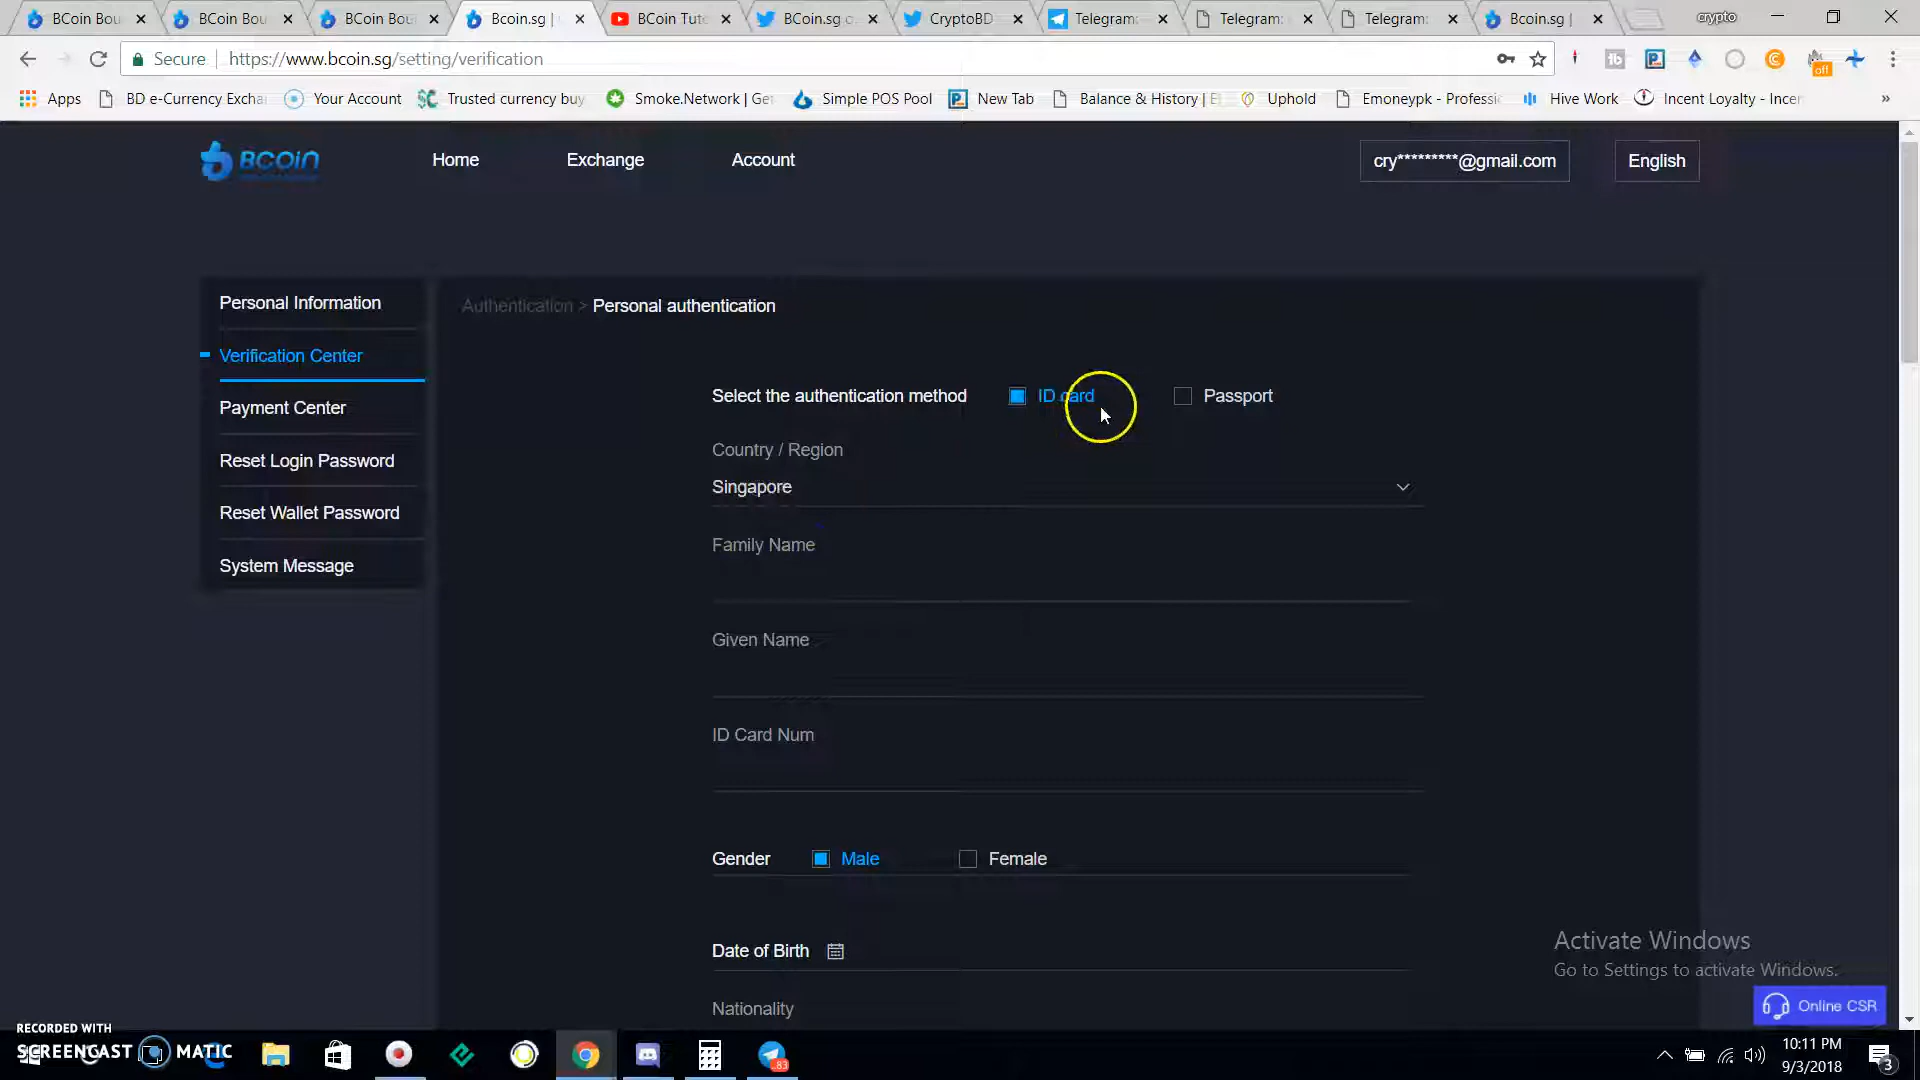 BCoin Bou
BCoin Bou
BCoin Bou
Bcoin.sg |
BCoin Tute
BCoin.sg o
CryptoBD
Telegram:
Telegram:
Telegram:
Bcoin.sg |
crypto
Secure
https://www.bcoin.sg/setting/verification
off
Apps
BD e-Currency Excha
Your Account
Trusted currency buy
Smoke.Network | Ge
Simple POS Pool
New Tab
Balance & History |
Uphold
Emoneypk - Professi
Hive Work
Incent Loyalty - Ince
»
BCOIN
Home
Exchange
Account
cry*********@gmail.com
English
Personal Information
Verification Center
Payment Center
Reset Login Password
Reset Wallet Password
System Message
Authentication > Personal authentication
Select the authentication method
ID card
Passport
Country / Region
Singapore
Family Name
Given Name
ID Card Num
Gender
Male
Female
Date of Birth
Nationality
Activate Windows
Go to Settings to activate Windows.
Online CSR
RECORDED WITH
SCREENCAST MATIC
83
10:11 PM
9/3/2018
3